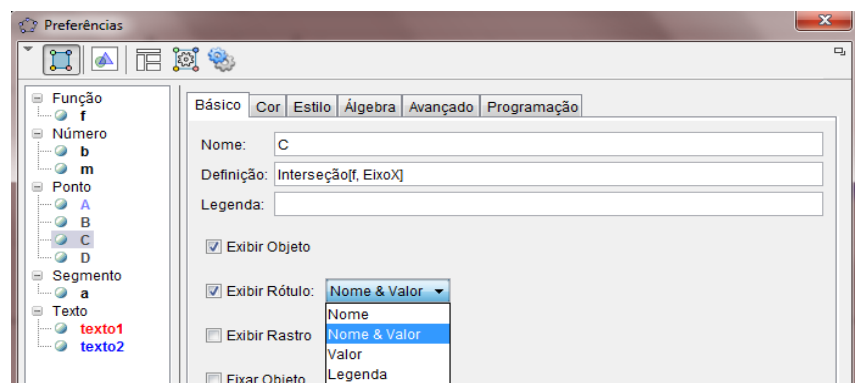 Preferências
Função
f
Número
b
m
Ponto
A
B
C
D
Segmento
a
Texto
texto1
texto2
Básico Cor Estilo Álgebra Avançado Programação
Nome: C
Definição: Interseção[f, EixoX]
Legenda:
Exibir Objeto
Exibir Rótulo: Nome & Valor
Nome
Exibir Rastro Nome & Valor
Valor
Fixar Objeto Legenda